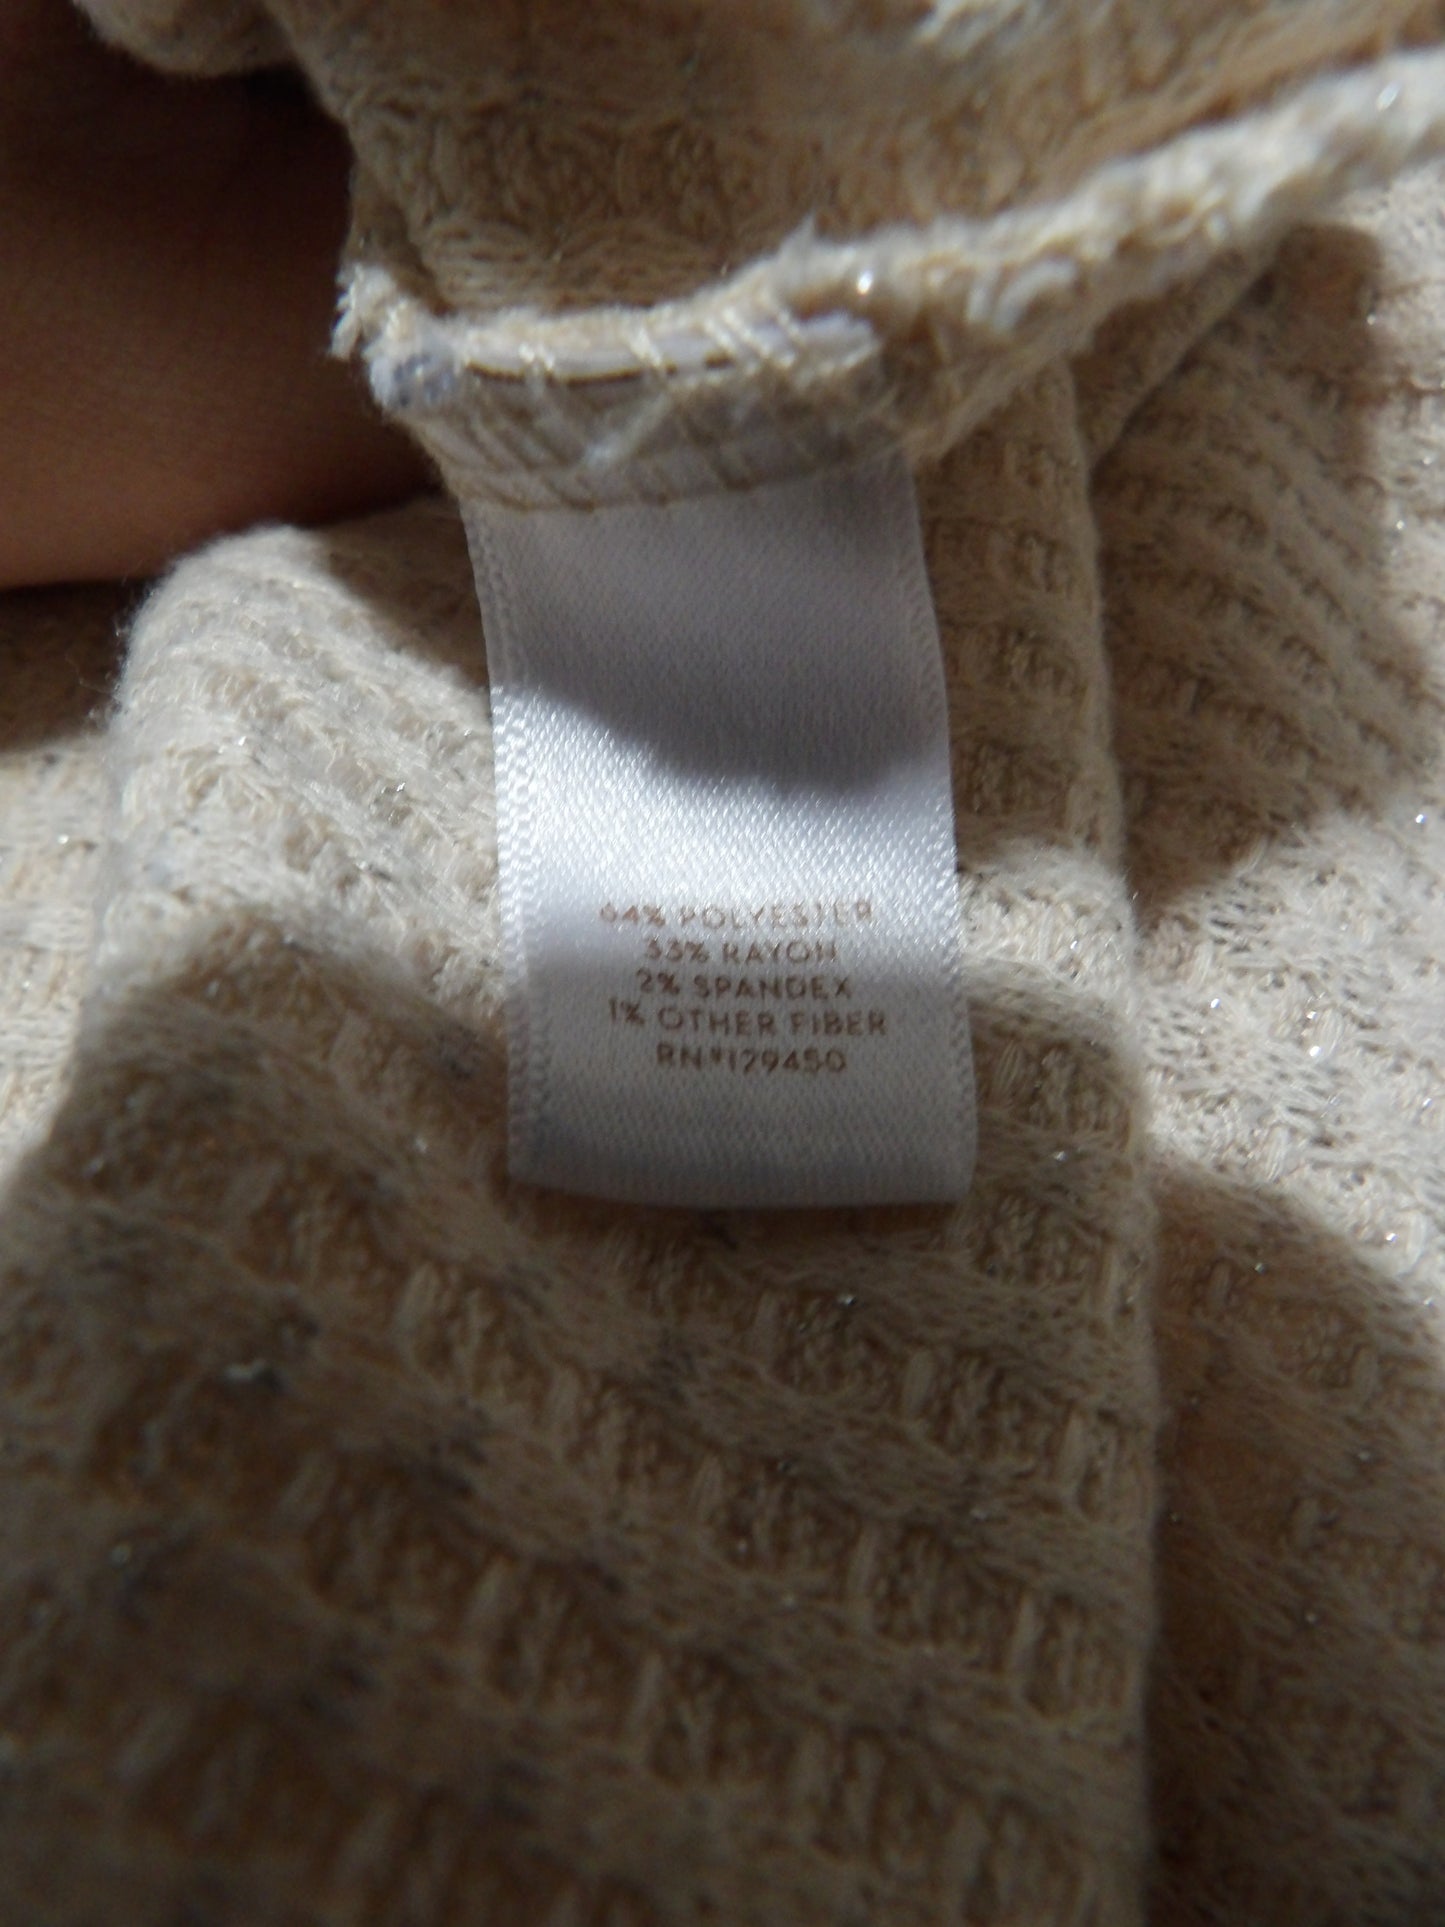 64% POLYESTER
33% RAYON
2% SPANDEX
1% OTHER FIBER
RN#129450